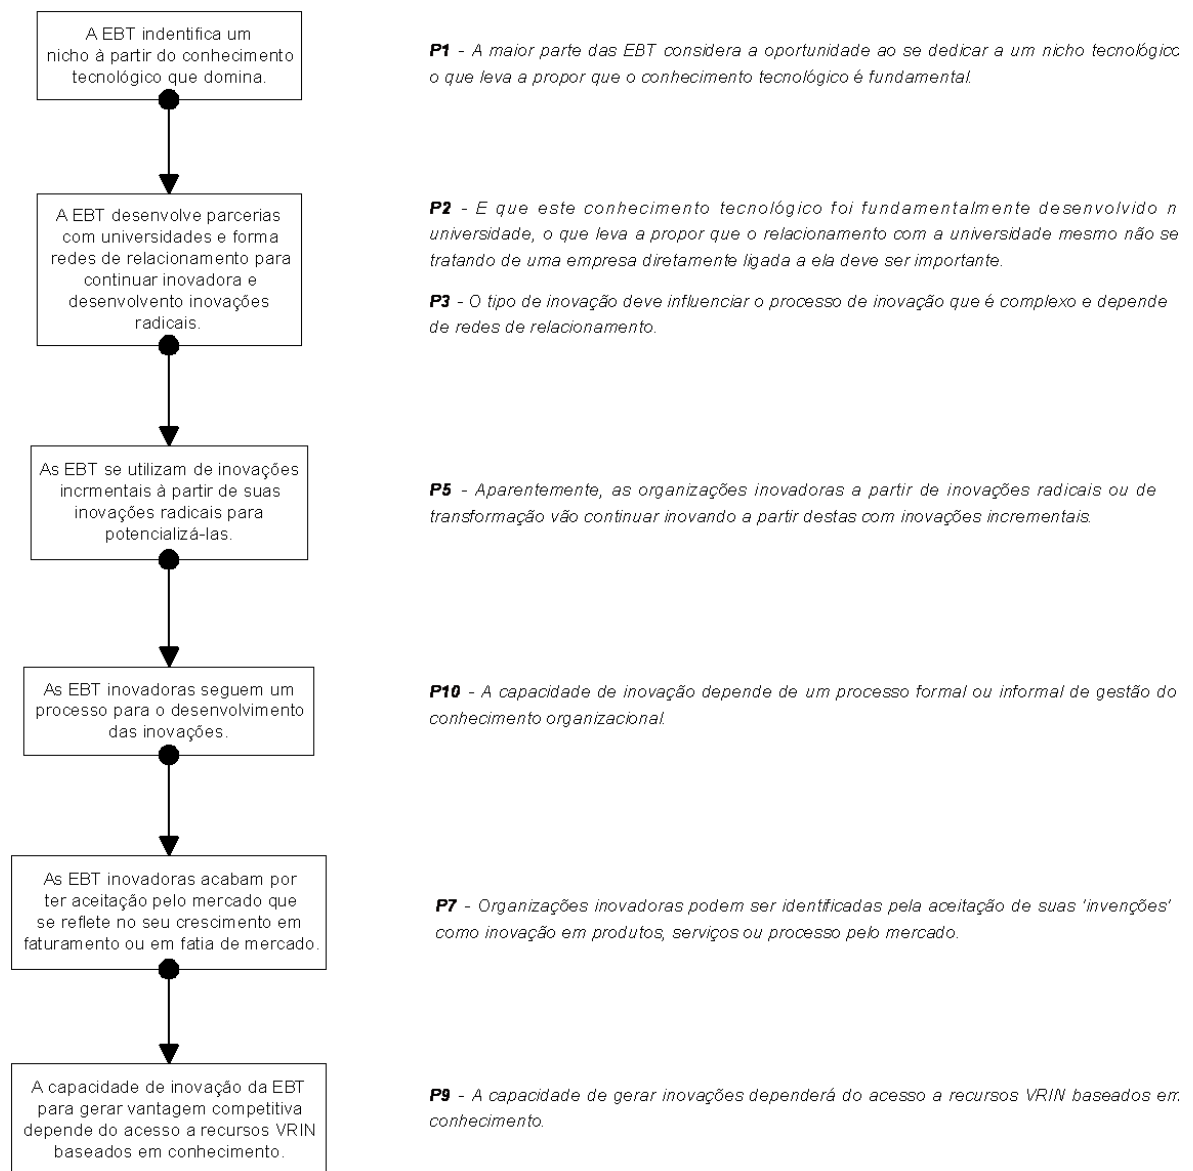 A EBT indentifica um
nicho à partir do conhecimento
tecnológico que domina.
P1 - A maior parte das EBT considera a oportunidade ao se dedicar a um nicho tecnológico
o que leva a propor que o conhecimento tecnológico é fundamental.
A EBT desenvolve parcerias
com universidades e forma
redes de relacionamento para
continuar inovadora e
desenvolvento inovações
radicais.
P2 - E que este conhecimento tecnológico foi fundamentalmente desenvolvido n
universidade, o que leva a propor que o relacionamento com a universidade mesmo não se
tratando de uma empresa diretamente ligada a ela deve ser importante.
P3 - O tipo de inovação deve influenciar o processo de inovação que é complexo e depende
de redes de relacionamento.
As EBT se utilizam de inovações
incrmentais à partir de suas
inovações radicais para
potencializá-las.
P5 - Aparentemente, as organizações inovadoras a partir de inovações radicais ou de
transformação vão continuar inovando a partir destas com inovações incrementais.
As EBT inovadoras seguem um
processo para o desenvolvimento
das inovações.
P10 - A capacidade de inovação depende de um processo formal ou informal de gestão do
conhecimento organizacional.
As EBT inovadoras acabam por
ter aceitação pelo mercado que
se reflete no seu crescimento em
faturamento ou em fatia de mercado.
P7 - Organizações inovadoras podem ser identificadas pela aceitação de suas 'invenções'
como inovação em produtos, serviços ou processo pelo mercado.
A capacidade de inovação da EBT
para gerar vantagem competitiva
depende do acesso a recursos VRIN
baseados em conhecimento.
P9 - A capacidade de gerar inovações dependerá do acesso a recursos VRIN baseados em
conhecimento.